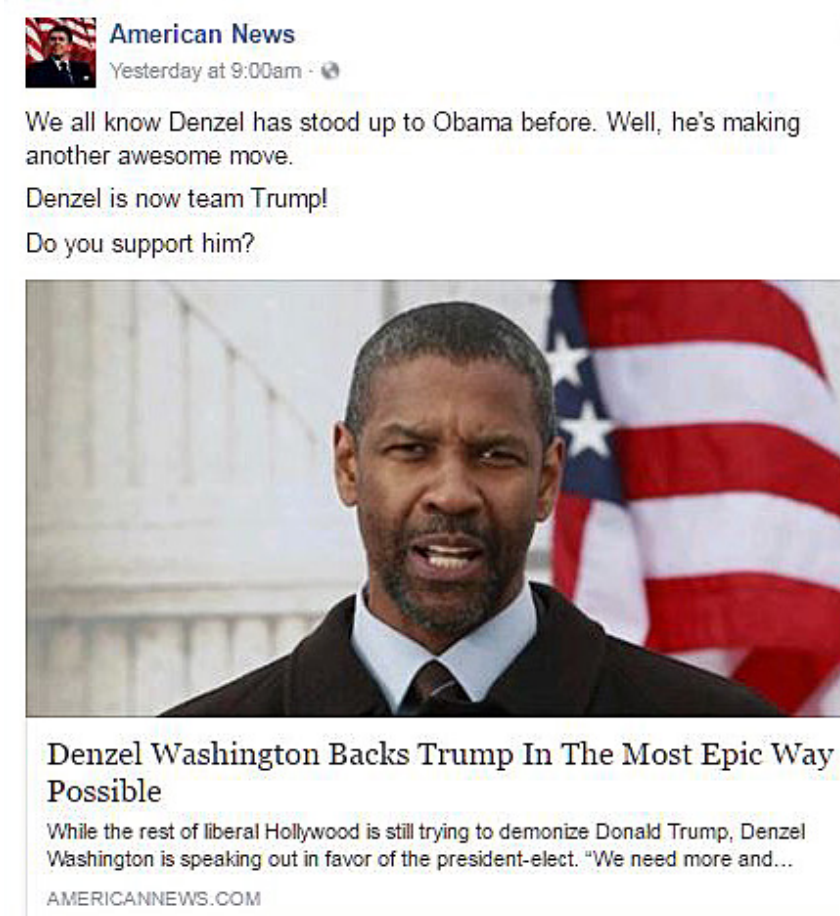 American News
Yesterday at 9:00am ·
We all know Denzel has stood up to Obama before. Well, he's making
another awesome move.
Denzel is now team Trump!
Do you support him?
Denzel Washington Backs Trump In The Most Epic Way
Possible
While the rest of liberal Hollywood is still trying to demonize Donald Trump, Denzel
Washington is speaking out in favor of the president-elect. “We need more and...
AMERICANNEWS.COM